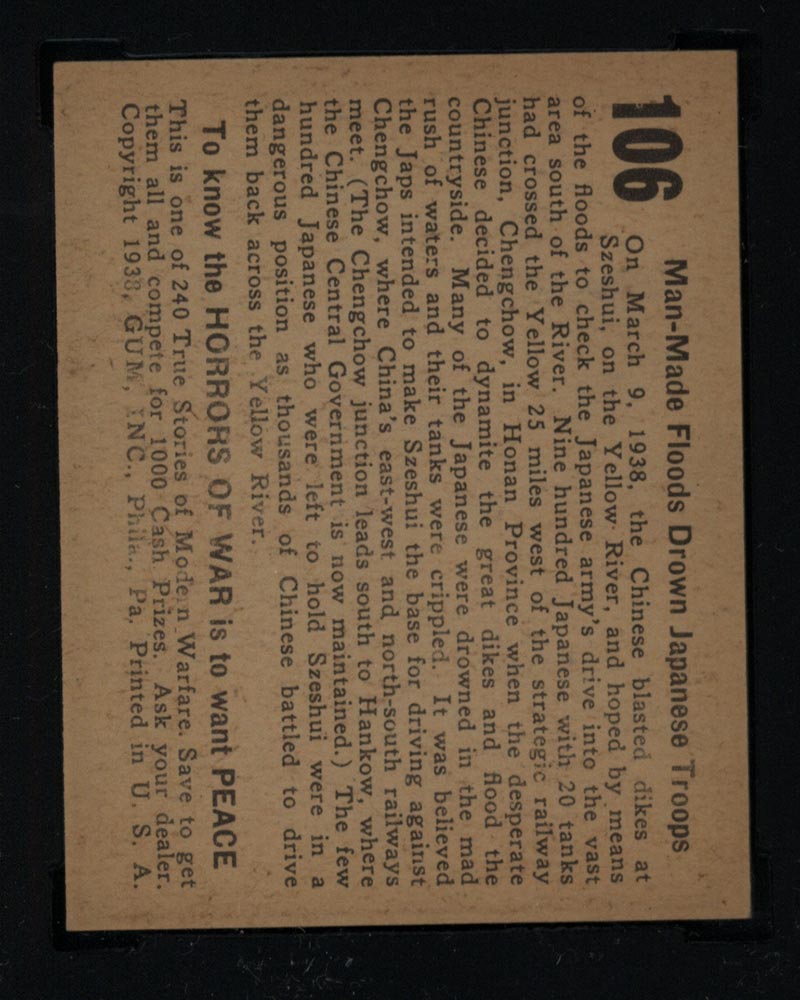 106
Man-Made Floods Drown Japanese Troops
On March 9, 1938, the Chinese blasted dikes at
Szeshui, on the Yellow River, and hoped by means
of the floods to check the Japanese army's drive into the vast
area south of the River. Nine hundred Japanese with 20 tanks
had crossed the Yellow 25 miles west of the strategic railway
junction, Chengchow, in Honan Province when the desperate
Chinese decided to dynamite the great dikes and flood the
countryside. Many of the Japanese were drowned in the mad
rush of waters and their tanks were crippled. It was believed
the Japs intended to make Szeshui the base for driving against
Chengchow, where China's east-west and north-south railways
meet. (The Chengchow junction leads south to Hankow, where
the Chinese Central Government is now maintained.) The few
hundred Japanese who were left to hold Szeshui were in a
dangerous position as thousands of Chinese battled to drive
them back across the Yellow River.
To know the HORRORS OF WAR is to want PEACE
This is one of 240 True Stories of Modern Warfare. Save to get
them all and compete for 1000 Cash Prizes. Ask your dealer.
Copyright 1938, GUM, INC., Phila., Pa. Printed in U. S. A.